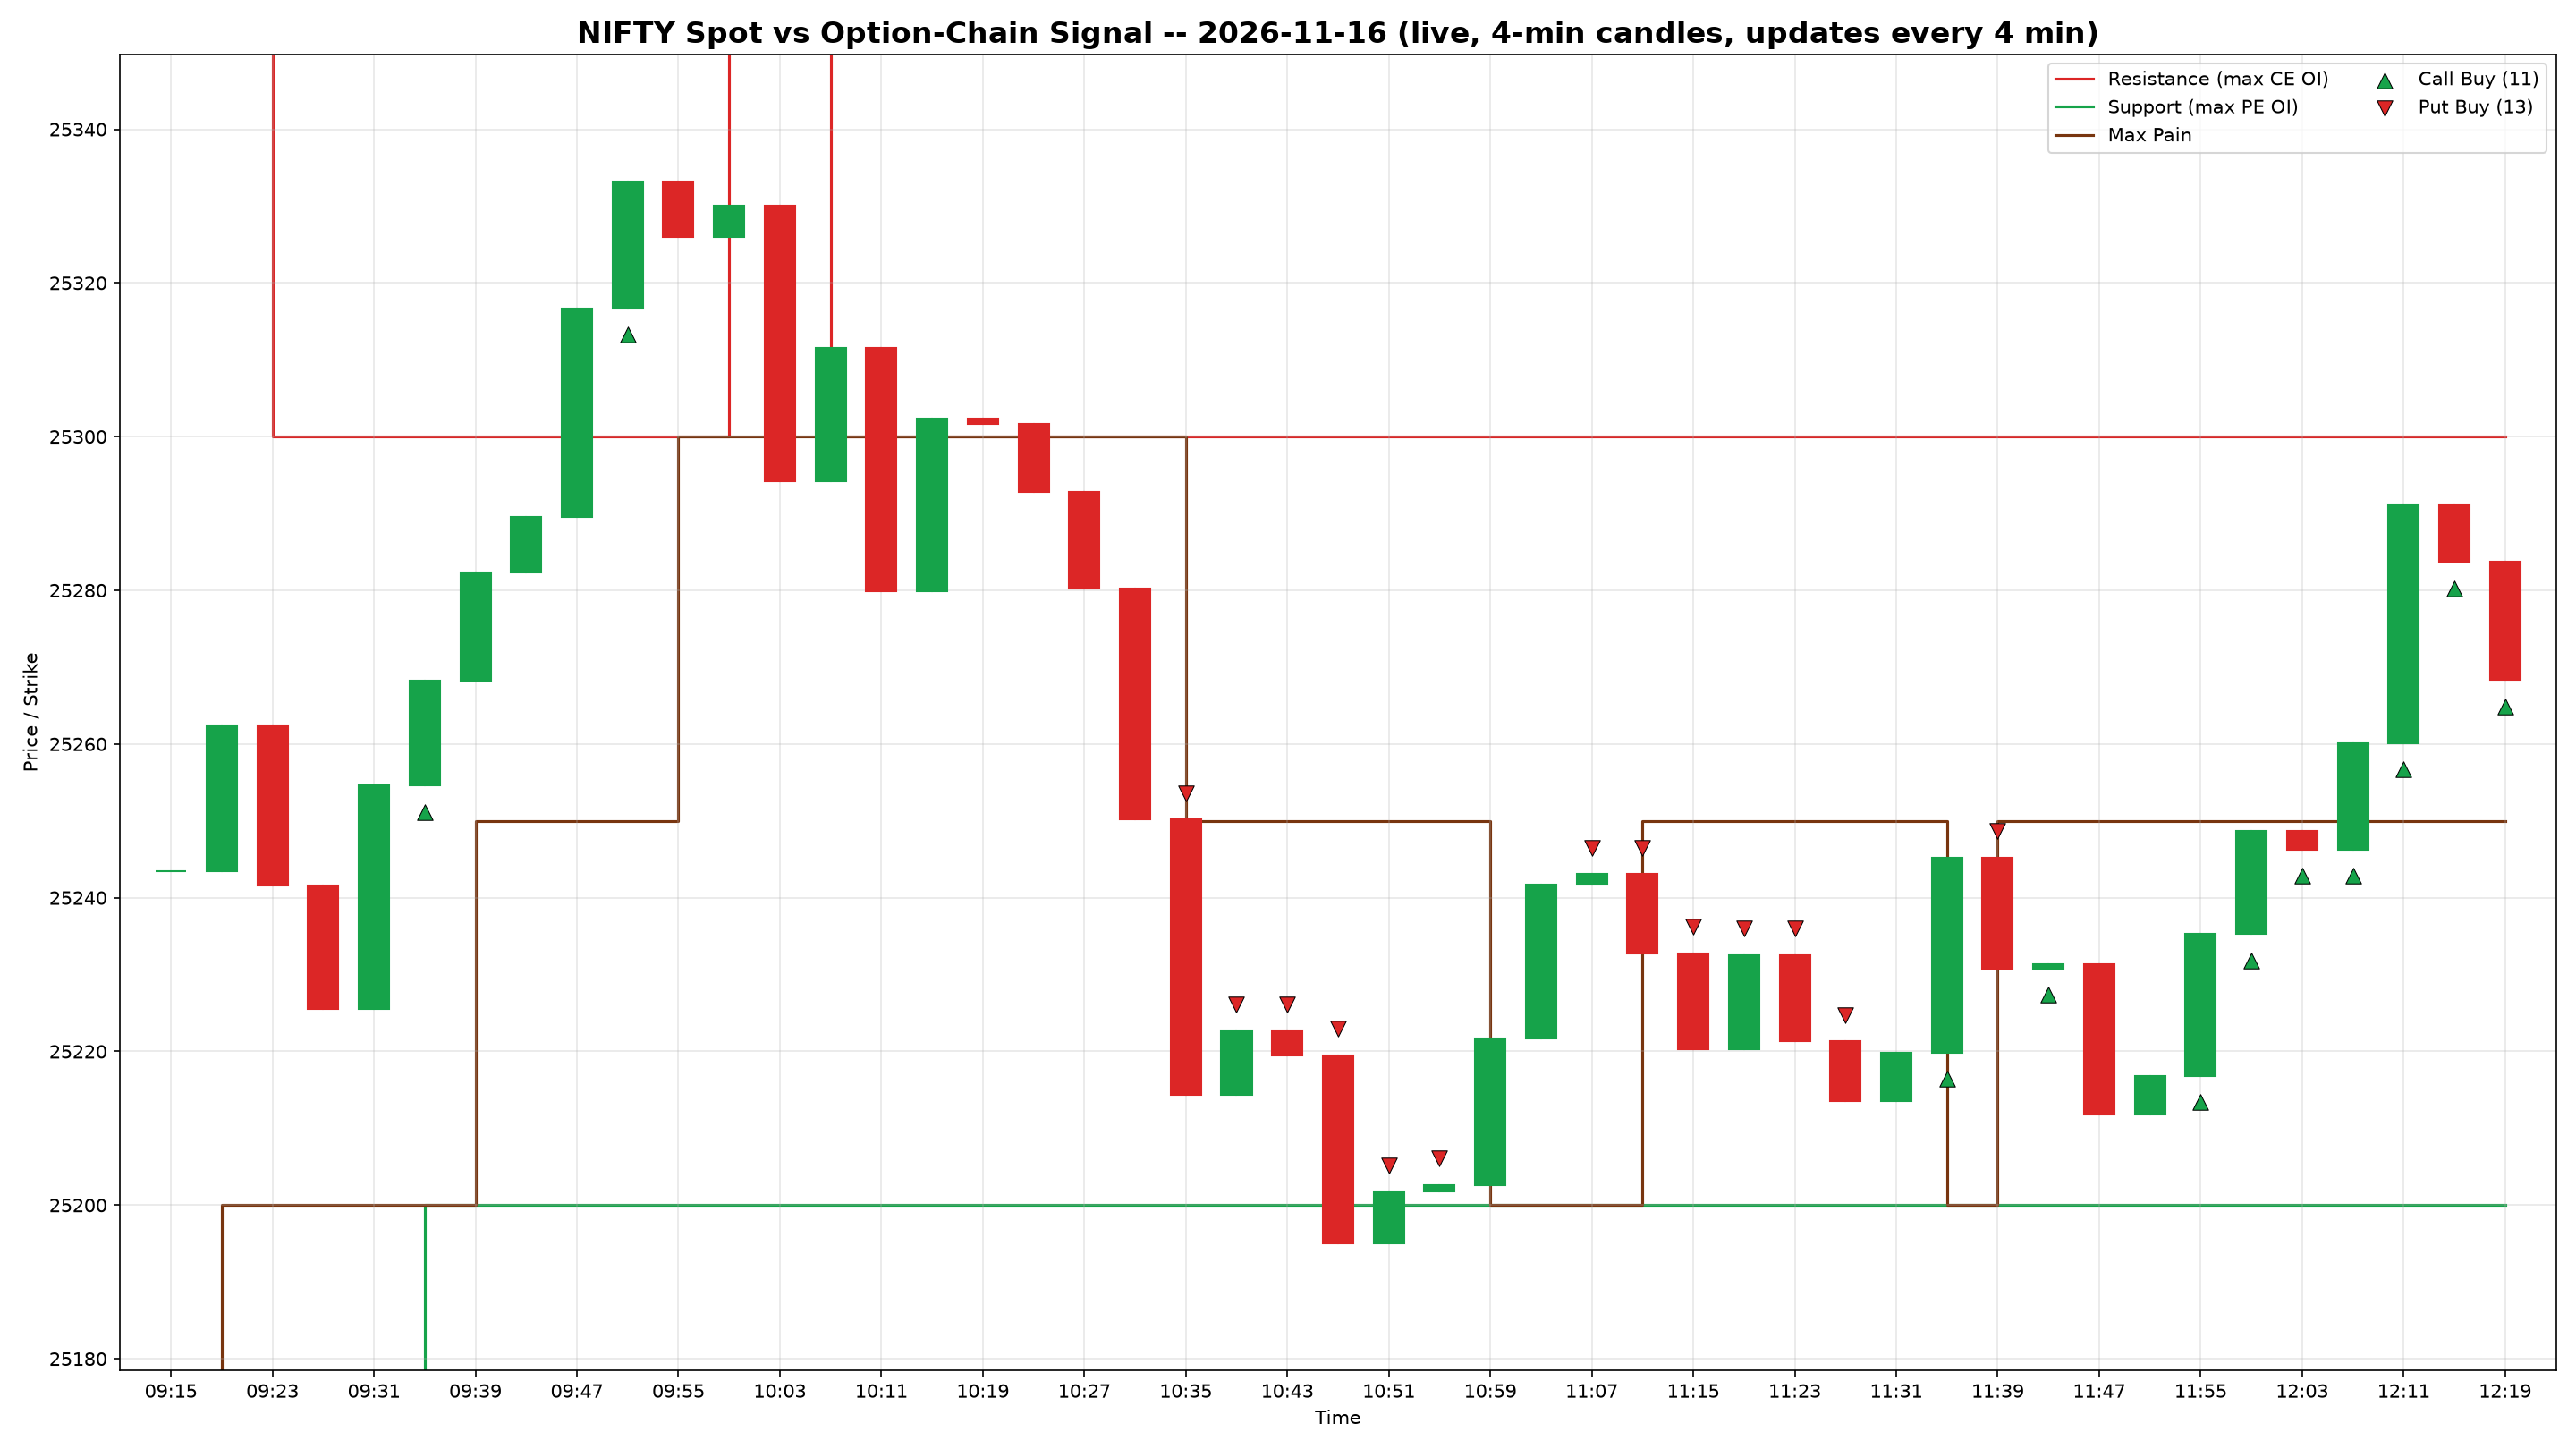 NIFTY Spot vs Option-Chain Signal -- 2026-11-16 (live, 4-min candles, updates every 4 min)
Resistance (max CE OI)
Support (max PE OI)
Max Pain
Call Buy (11)
Put Buy (13)
Price / Strike
25340
25320
25300
25280
25260
25240
25220
25200
25180
09:15 09:23 09:31 09:39 09:47 09:55 10:03 10:11 10:19 10:27 10:35 10:43 10:51 10:59 11:07 11:15 11:23 11:31 11:39 11:47 11:55 12:03 12:11 12:19
Time